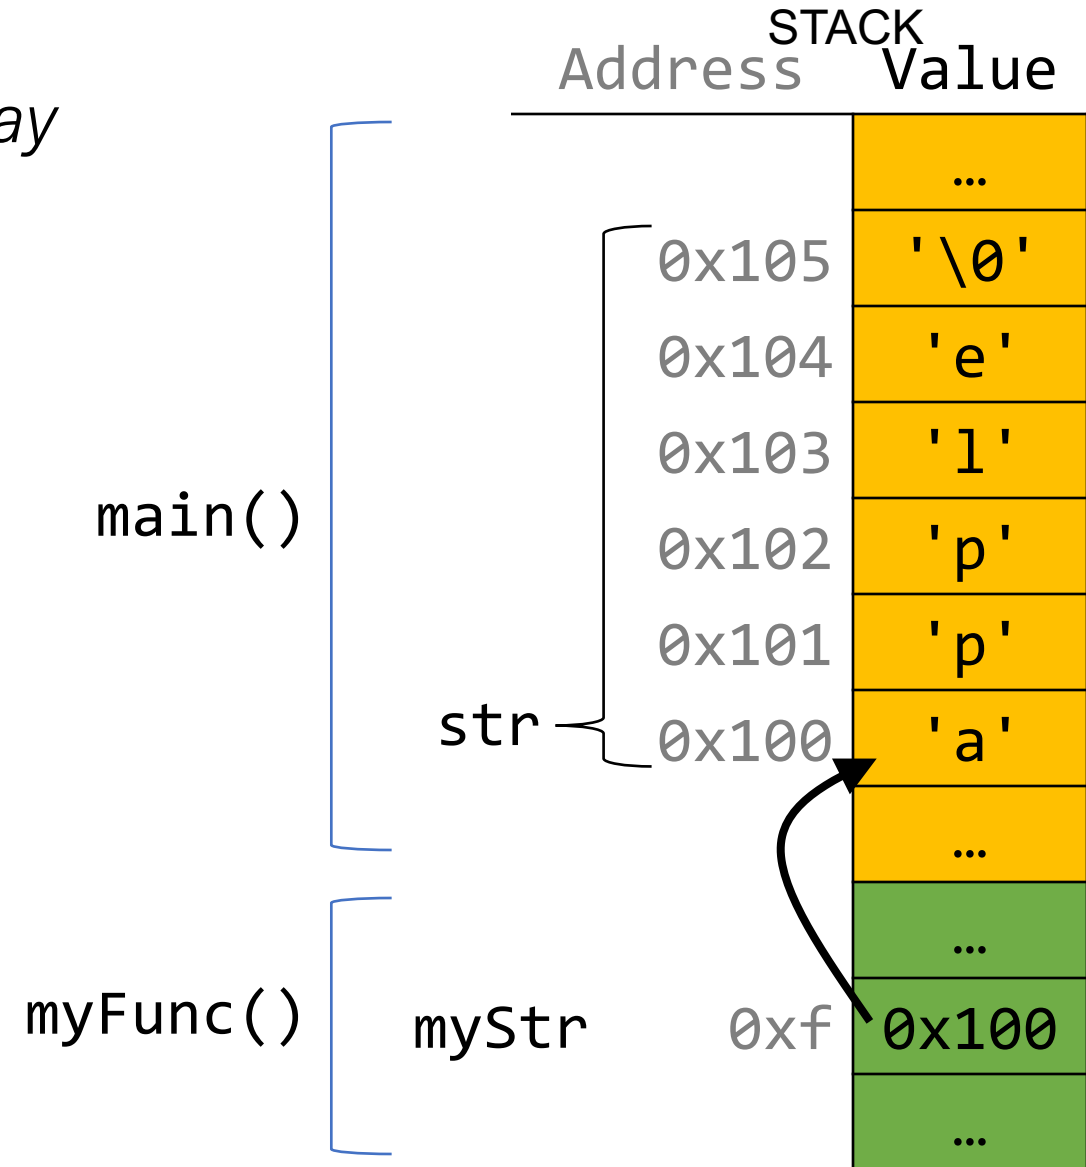 STACK
Address Value
ay
…
0x105 '\0'
0x104 'e'
0x103 'l'
main()
0x102 'p'
0x101 'p'
str 0x100 'a'
…
…
myFunc() myStr 0xf 0x100
…